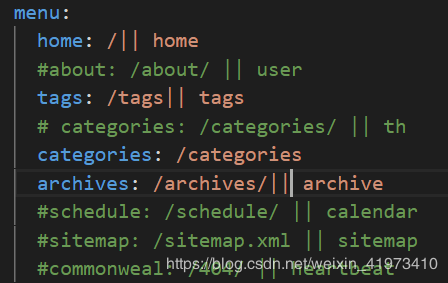 menu:
home: /|| home
#about: /about/ || user
tags: /tags|| tags
# categories: /categories/ || th
categories: /categories
archives: /archives/|| archive
#schedule: /schedule/ || calendar
#sitemap: /sitemap.xml || sitemap
#commonweal: /404/ || heartbeat
https://blog.csdn.net/weixin_41973410